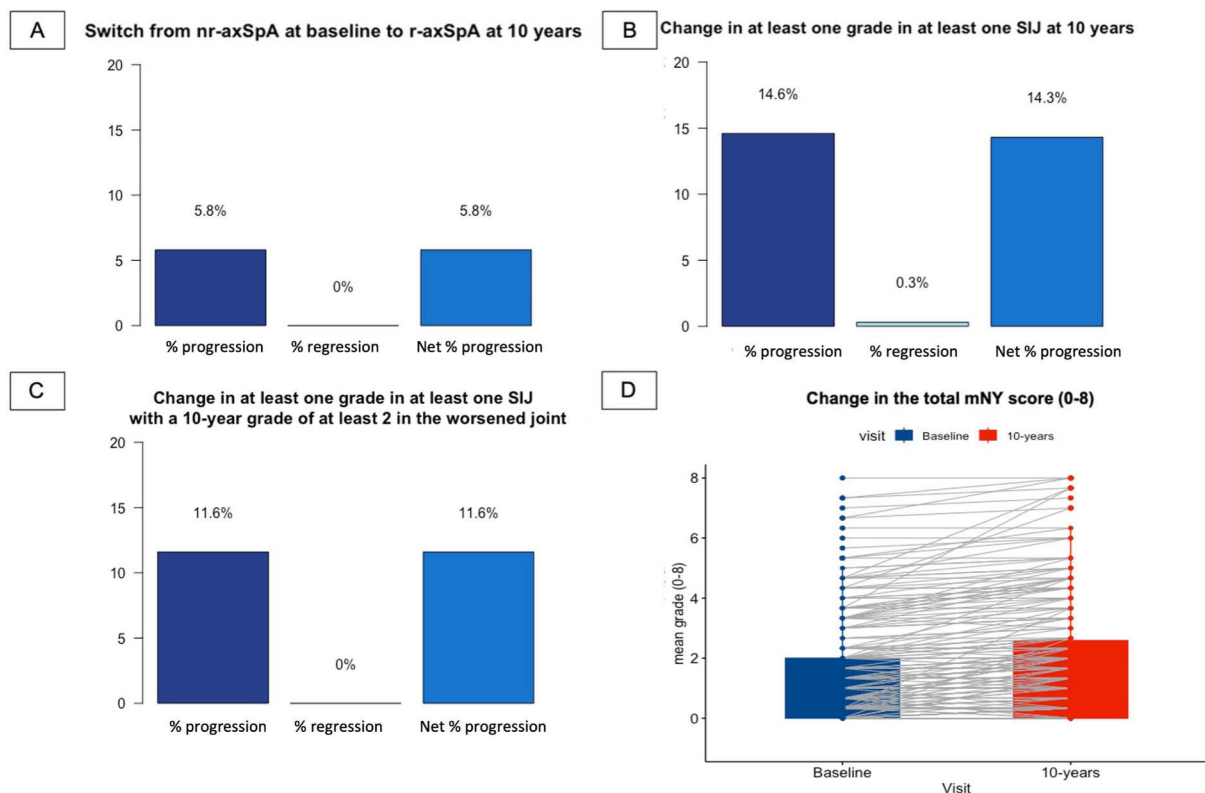 A
Switch from nr-axSpA at baseline to r-axSpA at 10 years
20
15
10
5
0
5.8%
0%
5.8%
% progression
% regression
Net % progression
B
Change in at least one grade in at least one SIJ at 10 years
20
15
10
5
0
14.6%
0.3%
14.3%
% progression
% regression
Net % progression
C
Change in at least one grade in at least one SIJ
with a 10-year grade of at least 2 in the worsened joint
20
15
10
5
0
11.6%
0%
11.6%
% progression
% regression
Net % progression
D
Change in the total mNY score (0-8)
visit Baseline 10-years
mean grade (0-8)
8
6
4
2
0
Baseline
10-years
Visit